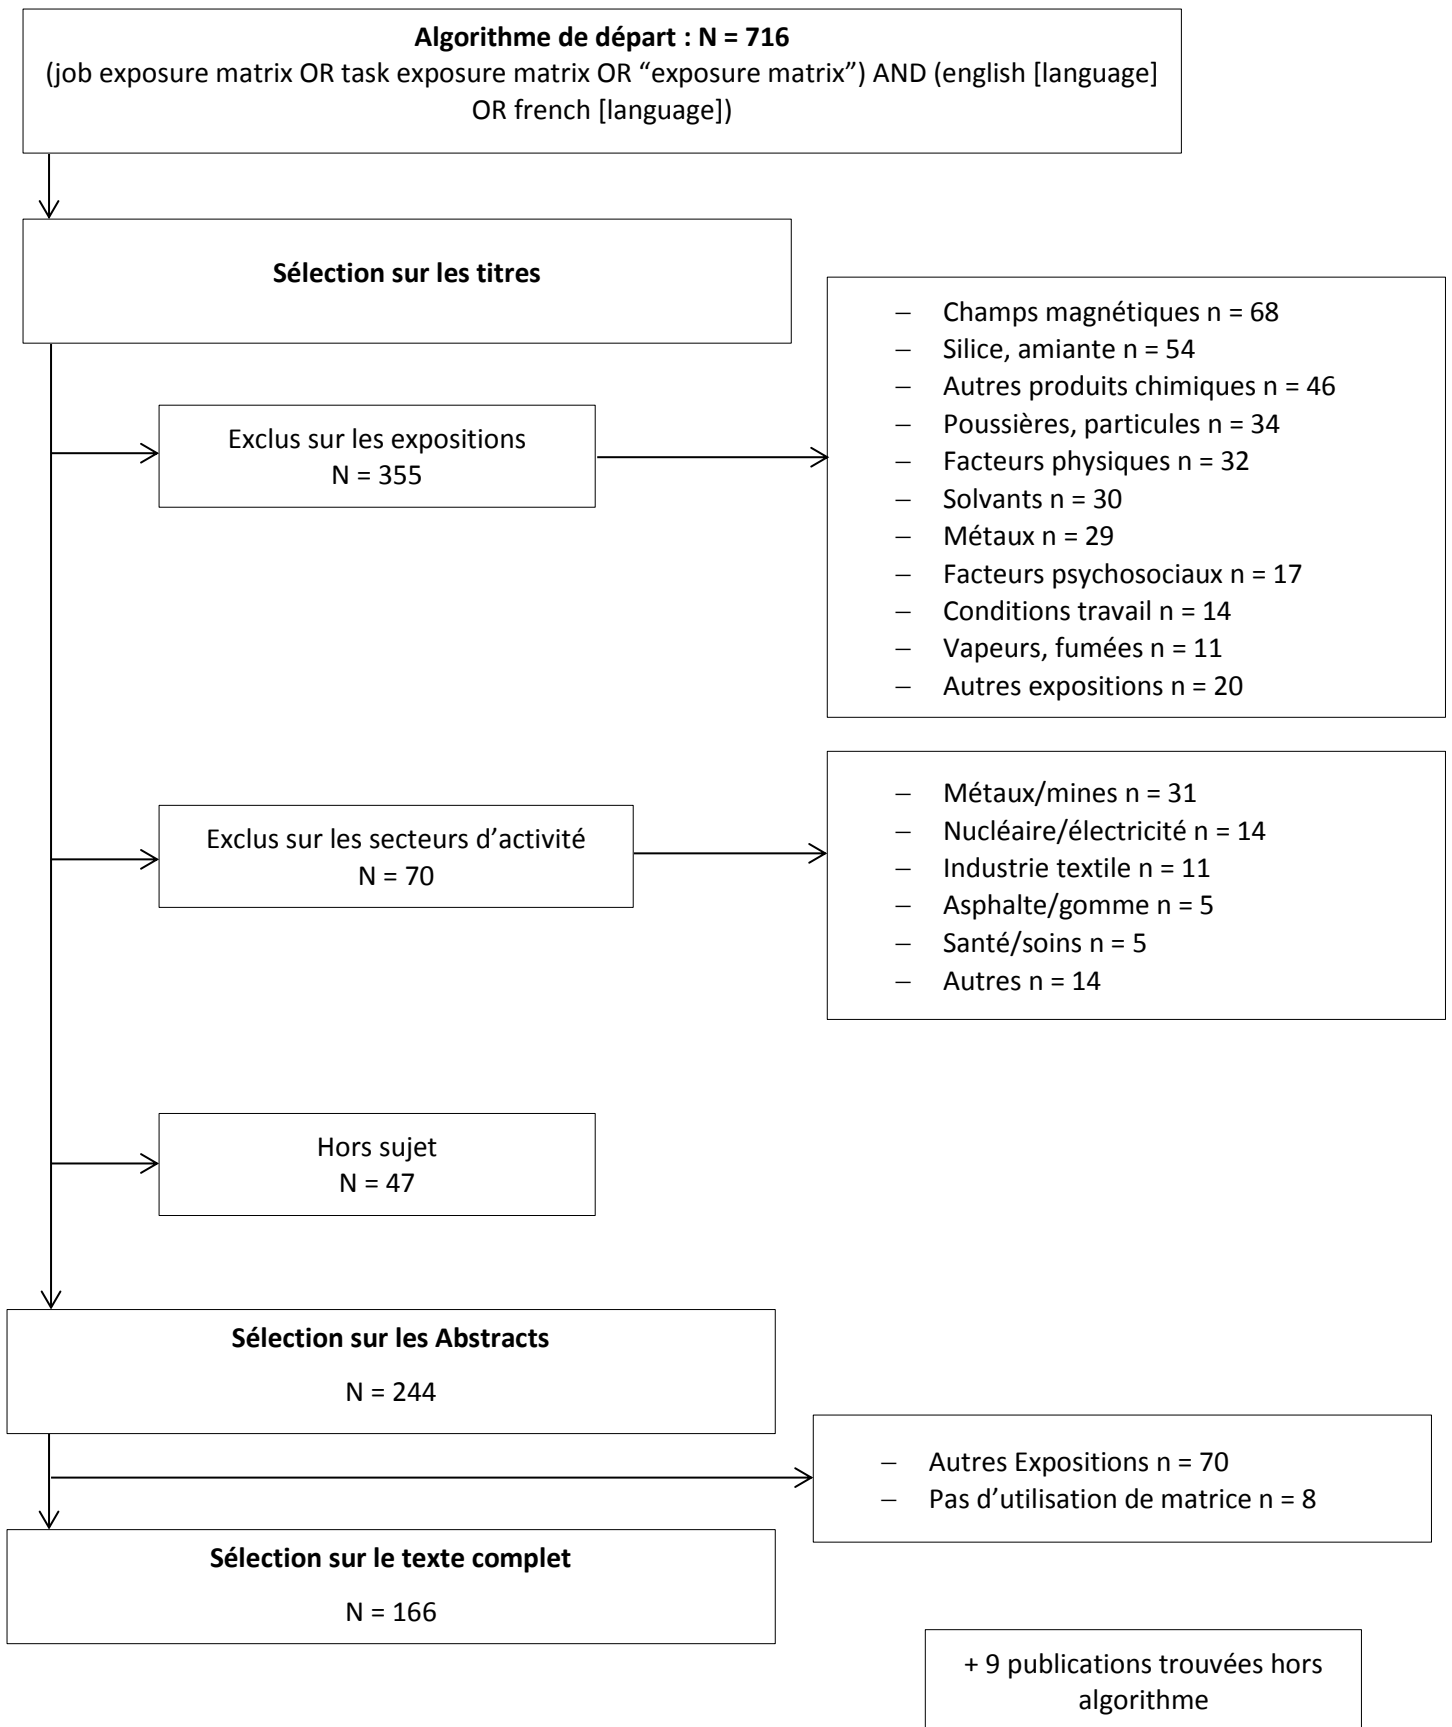 Algorithme de départ : N = 716
(job exposure matrix OR task exposure matrix OR “exposure matrix”) AND (english [language]
OR french [language])
Sélection sur les titres
Exclus sur les expositions
N = 355
– Champs magnétiques n = 68
– Silice, amiante n = 54
– Autres produits chimiques n = 46
– Poussières, particules n = 34
– Facteurs physiques n = 32
– Solvants n = 30
– Métaux n = 29
– Facteurs psychosociaux n = 17
– Conditions travail n = 14
– Vapeurs, fumées n = 11
– Autres expositions n = 20
Exclus sur les secteurs d’activité
N = 70
– Métaux/mines n = 31
– Nucléaire/électricité n = 14
– Industrie textile n = 11
– Asphalte/gomme n = 5
– Santé/soins n = 5
– Autres n = 14
Hors sujet
N = 47
Sélection sur les Abstracts
N = 244
– Autres Expositions n = 70
– Pas d’utilisation de matrice n = 8
Sélection sur le texte complet
N = 166
+ 9 publications trouvées hors
algorithme